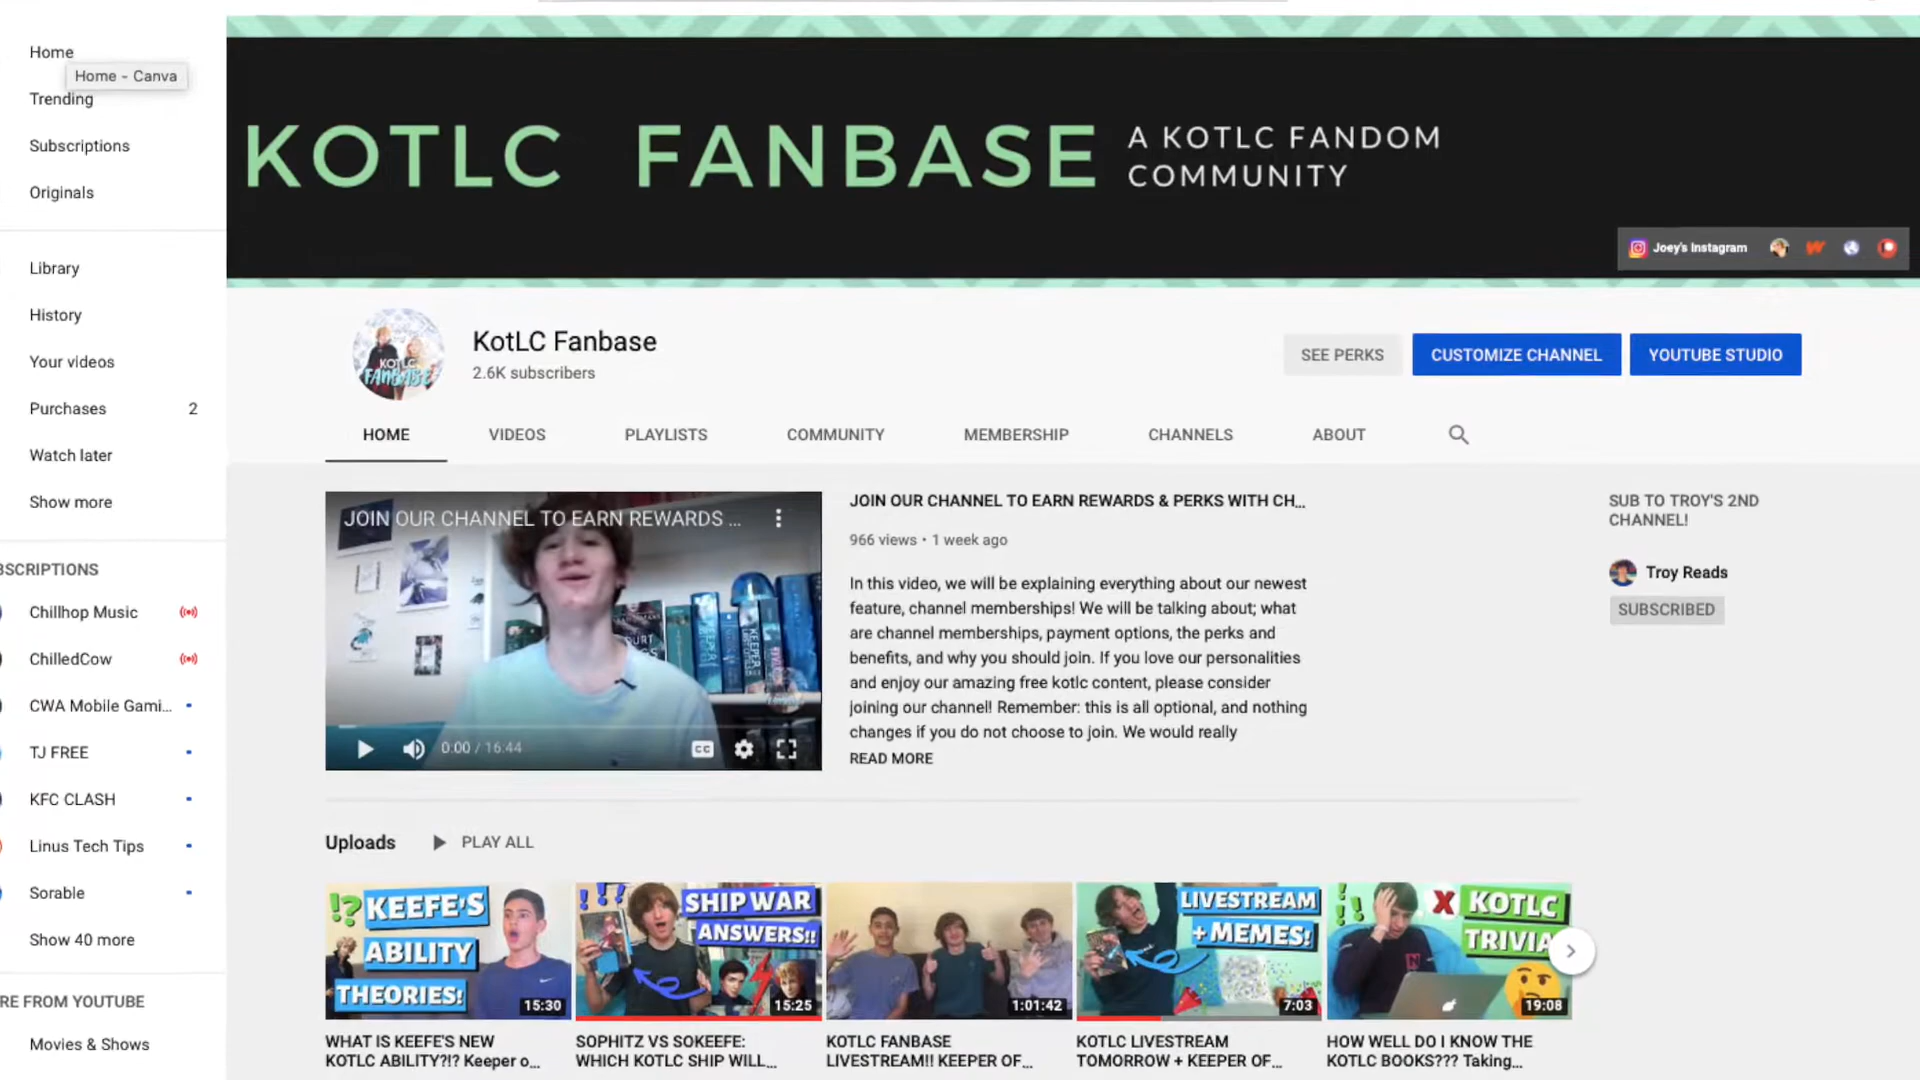 Home
Home - Canva
Trending
Subscriptions
Originals
Library
History
Your videos
Purchases 2
Watch later
Show more
BSCRIPTIONS
Chillhop Music
ChilledCow
CWA Mobile Gami...
TJ FREE
KFC CLASH
Linus Tech Tips
Sorable
Show 40 more
RE FROM YOUTUBE
Movies & Shows
KOTLC FANBASE
A KOTLC FANDOM
COMMUNITY
Joey's Instagram
KOTLC
FANBASE
KotLC Fanbase
2.6K subscribers
SEE PERKS
CUSTOMIZE CHANNEL
YOUTUBE STUDIO
HOME VIDEOS PLAYLISTS COMMUNITY MEMBERSHIP CHANNELS ABOUT
JOIN OUR CHANNEL TO EARN REWARDS ...
KEEPER
0:00 / 16:44
CC
JOIN OUR CHANNEL TO EARN REWARDS & PERKS WITH CH...
966 views • 1 week ago
In this video, we will be explaining everything about our newest
feature, channel memberships! We will be talking about; what
are channel memberships, payment options, the perks and
benefits, and why you should join. If you love our personalities
and enjoy our amazing free kotlc content, please consider
joining our channel! Remember: this is all optional, and nothing
changes if you do not choose to join. We would really
READ MORE
SUB TO TROY'S 2ND
CHANNEL!
Troy Reads
SUBSCRIBED
Uploads PLAY ALL
!? KEEFE'S
ABILITY
THEORIES!
15:30
WHAT IS KEEFE'S NEW
KOTLC ABILITY?!? Keeper o...
!!! SHIP WAR
ANSWERS!!
15:25
SOPHITZ VS SOKEEFE:
WHICH KOTLC SHIP WILL...
1:01:42
KOTLC FANBASE
LIVESTREAM!! KEEPER OF...
LIVESTREAM
+ MEMES!
7:03
KOTLC LIVESTREAM
TOMORROW + KEEPER OF...
!! X KOTLC
TRIVIA
19:08
HOW WELL DO I KNOW THE
KOTLC BOOKS??? Taking...